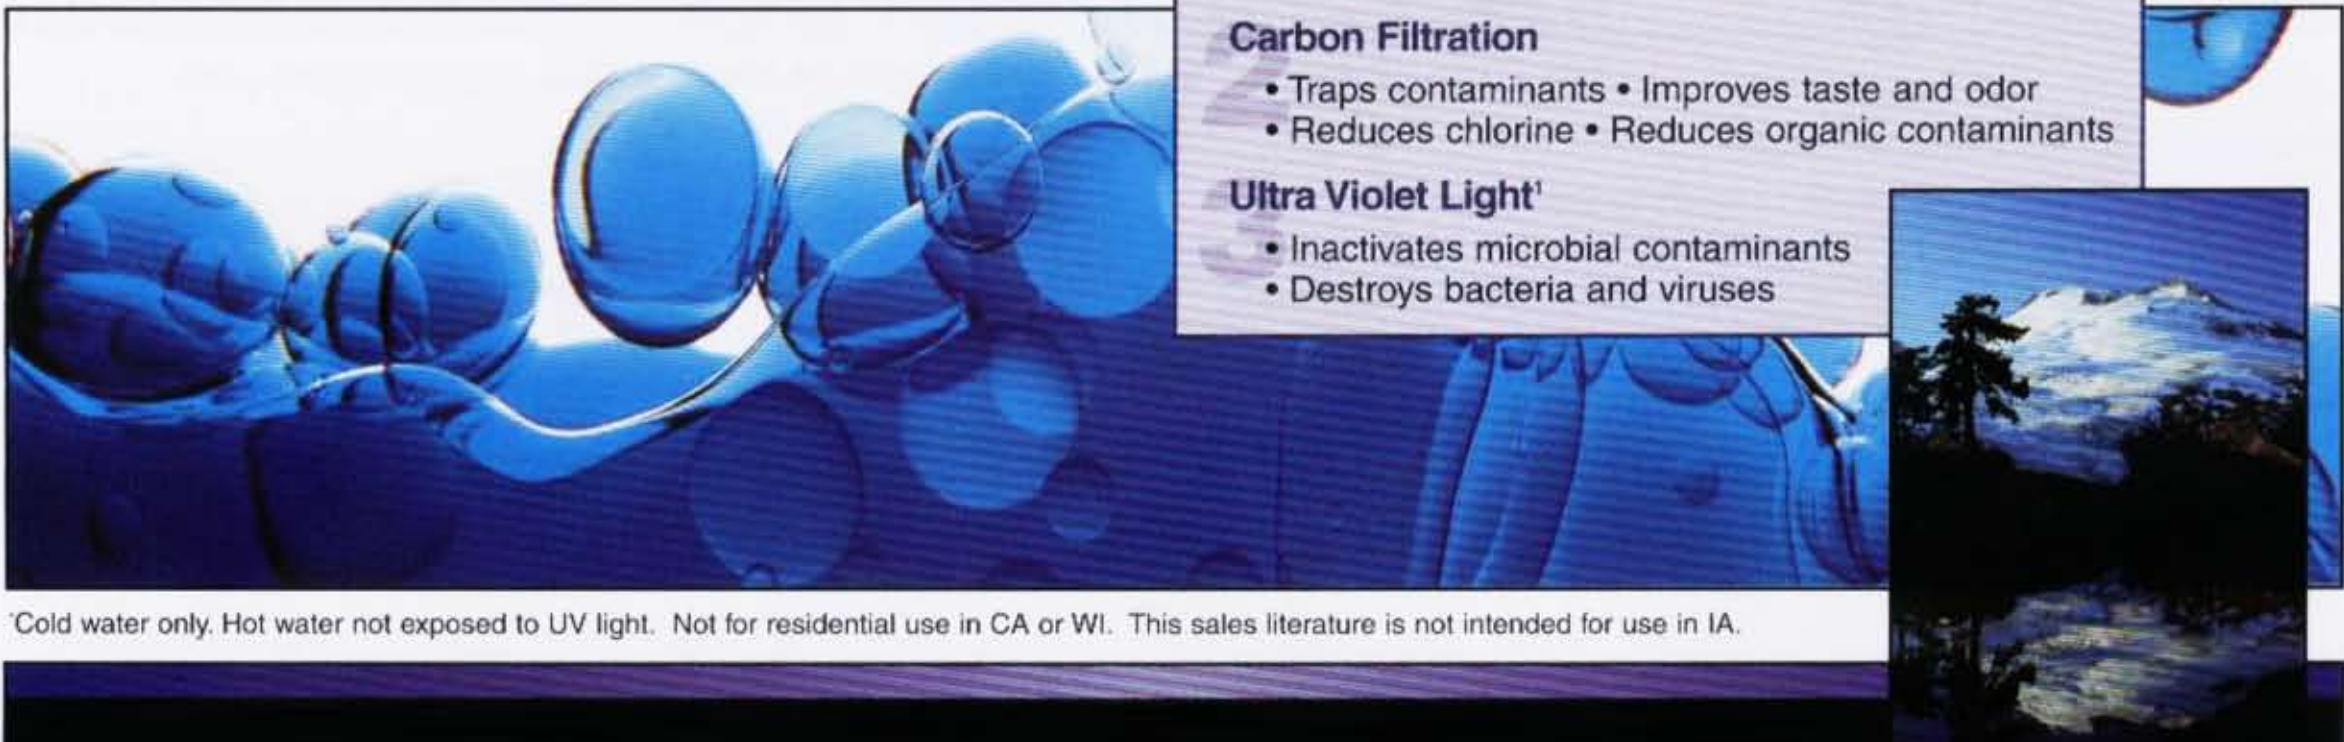 2
Carbon Filtration
• Traps contaminants • Improves taste and odor
• Reduces chlorine • Reduces organic contaminants
3
Ultra Violet Light¹
• Inactivates microbial contaminants
• Destroys bacteria and viruses
¹Cold water only. Hot water not exposed to UV light. Not for residential use in CA or WI. This sales literature is not intended for use in IA.